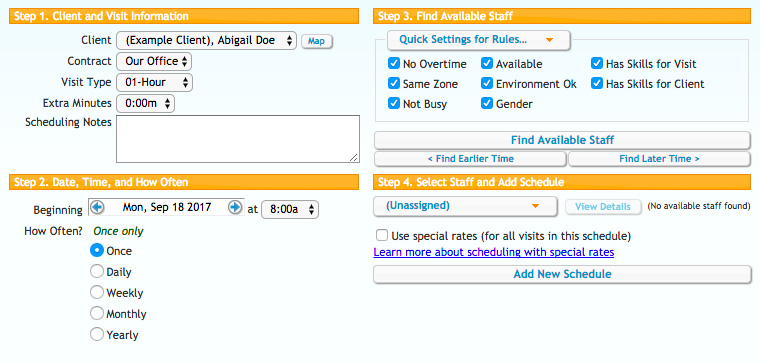 Step 1. Client and Visit Information
Client (Example Client), Abigail Doe Map
Contract Our Office
Visit Type 01-Hour
Extra Minutes 0:00m
Scheduling Notes
Step 2. Date, Time, and How Often
Beginning Mon, Sep 18 2017 at 8:00a
How Often? Once only
Once
Daily
Weekly
Monthly
Yearly
Step 3. Find Available Staff
Quick Settings for Rules...
No Overtime Available Has Skills for Visit
Same Zone Environment Ok Has Skills for Client
Not Busy Gender
Find Available Staff
< Find Earlier Time Find Later Time >
Step 4. Select Staff and Add Schedule
(Unassigned) View Details (No available staff found)
Use special rates (for all visits in this schedule)
Learn more about scheduling with special rates
Add New Schedule